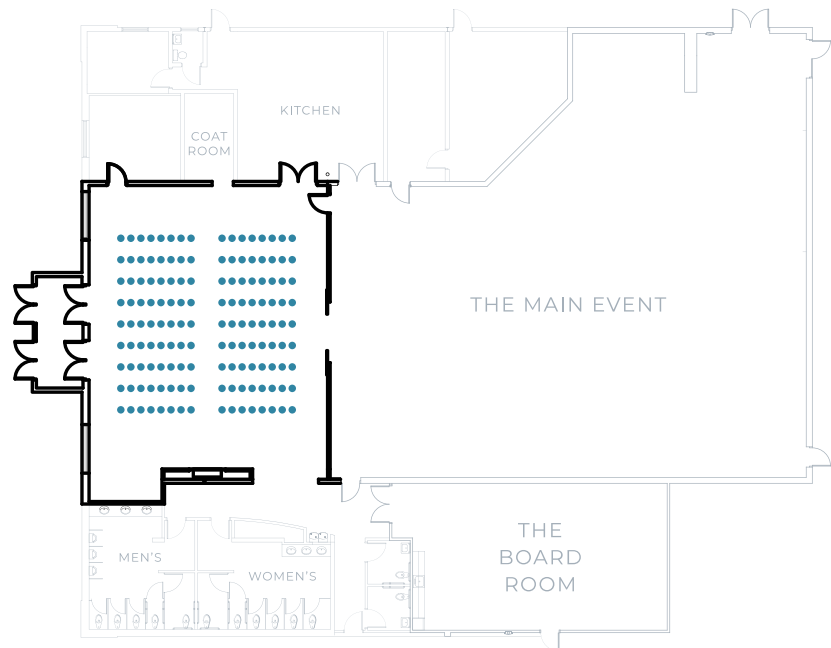 KITCHEN
COAT
ROOM
THE MAIN EVENT
THE
BOARD
ROOM
MEN'S
WOMEN'S